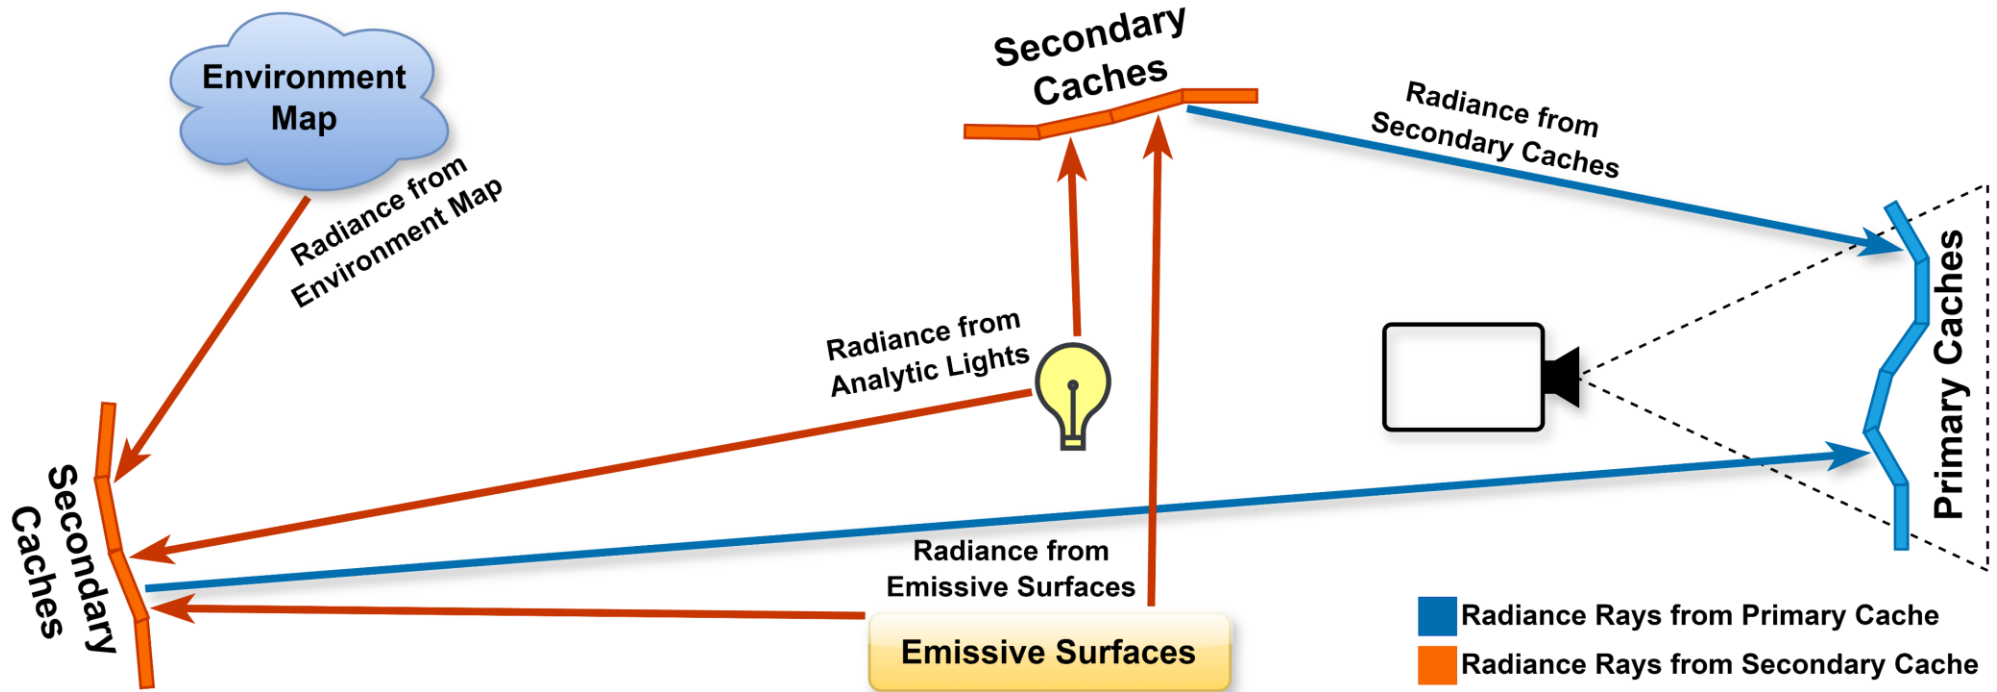 Environment
Map
Radiance from
Environment Map
Secondary
Caches
Radiance from
Secondary Caches
Radiance from
Analytic Lights
Primary Caches
Secondary
Caches
Radiance from
Emissive Surfaces
Emissive Surfaces
Radiance Rays from Primary Cache
Radiance Rays from Secondary Cache